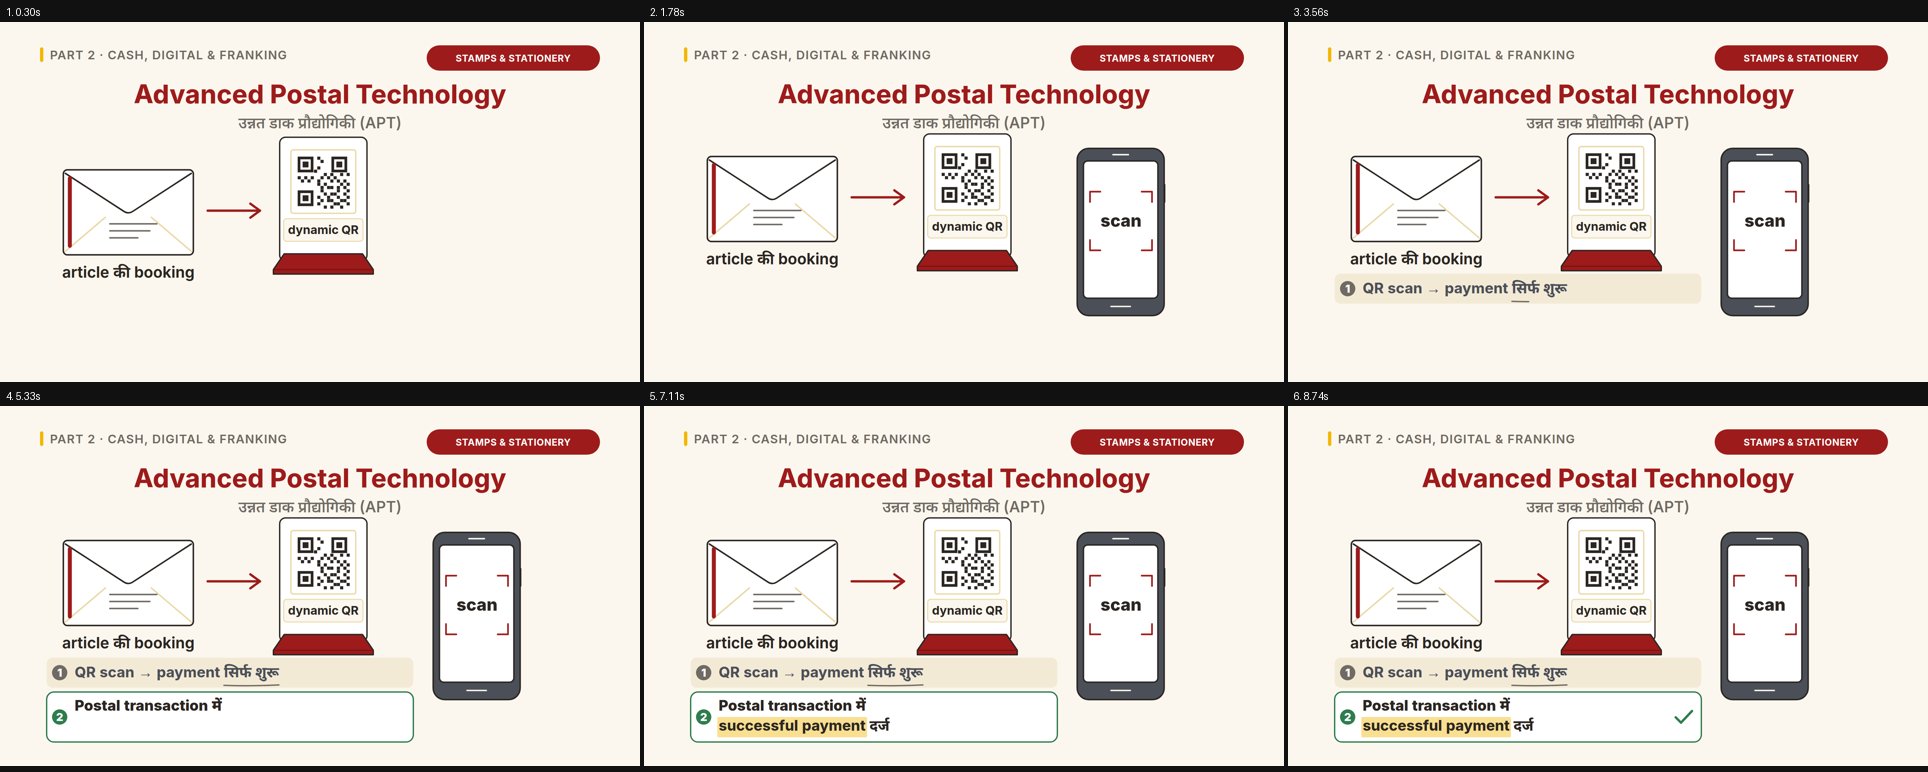 1. 0.30s
PART 2 · CASH, DIGITAL & FRANKING
STAMPS & STATIONERY
Advanced Postal Technology
उन्नत डाक प्रौद्योगिकी (APT)
dynamic QR
article की booking
2. 1.78s
PART 2 · CASH, DIGITAL & FRANKING
STAMPS & STATIONERY
Advanced Postal Technology
उन्नत डाक प्रौद्योगिकी (APT)
scan
dynamic QR
article की booking
3. 3.56s
PART 2 · CASH, DIGITAL & FRANKING
STAMPS & STATIONERY
Advanced Postal Technology
उन्नत डाक प्रौद्योगिकी (APT)
scan
dynamic QR
article की booking
1 QR scan → payment सिर्फ शुरू
4. 5.33s
PART 2 · CASH, DIGITAL & FRANKING
STAMPS & STATIONERY
Advanced Postal Technology
उन्नत डाक प्रौद्योगिकी (APT)
scan
dynamic QR
article की booking
1 QR scan → payment सिर्फ शुरू
2 Postal transaction में
5. 7.11s
PART 2 · CASH, DIGITAL & FRANKING
STAMPS & STATIONERY
Advanced Postal Technology
उन्नत डाक प्रौद्योगिकी (APT)
scan
dynamic QR
article की booking
1 QR scan → payment सिर्फ शुरू
2 Postal transaction में
successful payment दर्ज
6. 8.74s
PART 2 · CASH, DIGITAL & FRANKING
STAMPS & STATIONERY
Advanced Postal Technology
उन्नत डाक प्रौद्योगिकी (APT)
scan
dynamic QR
article की booking
1 QR scan → payment सिर्फ शुरू
2 Postal transaction में
successful payment दर्ज